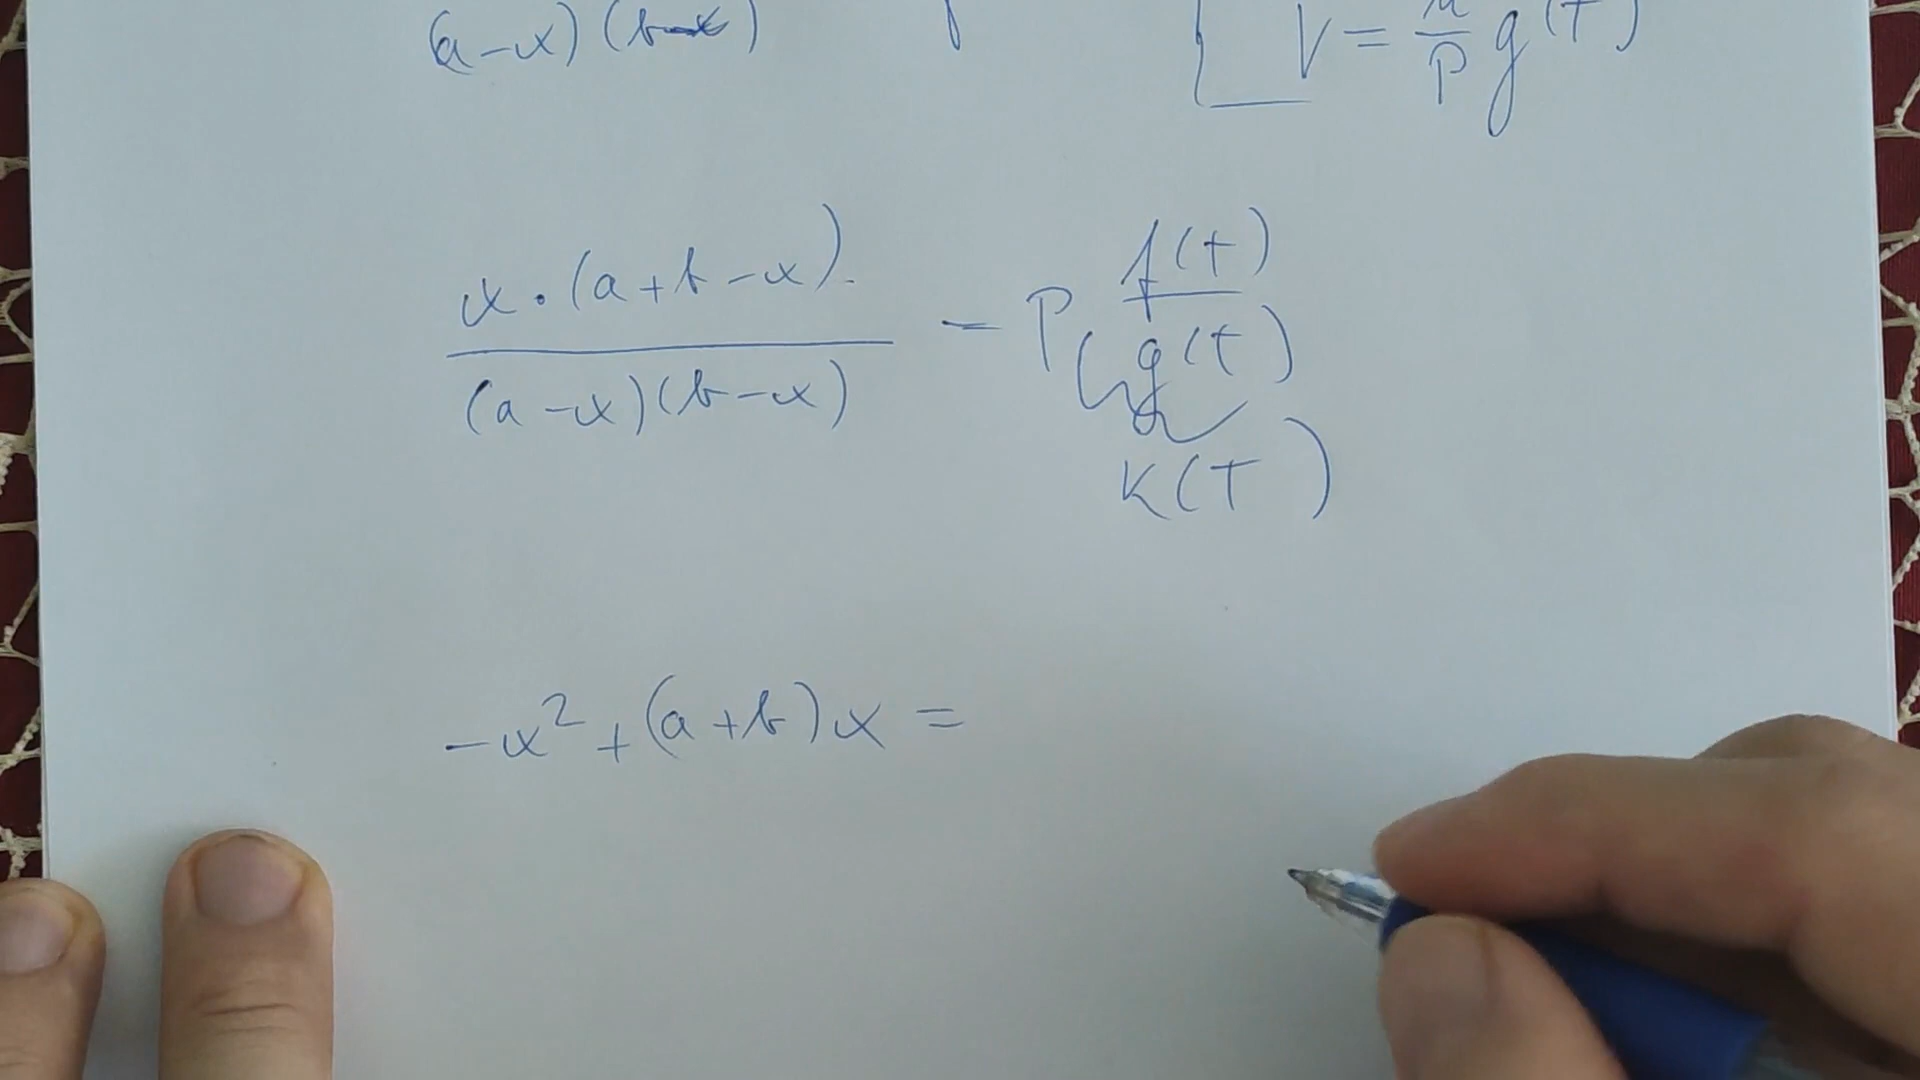 (a-x)(b-x) V = n/P g(T)
x·(a+b-x). / (a-x)(b-x) - P f(T) / g(T)
K(T)
-x² + (a+b)x =